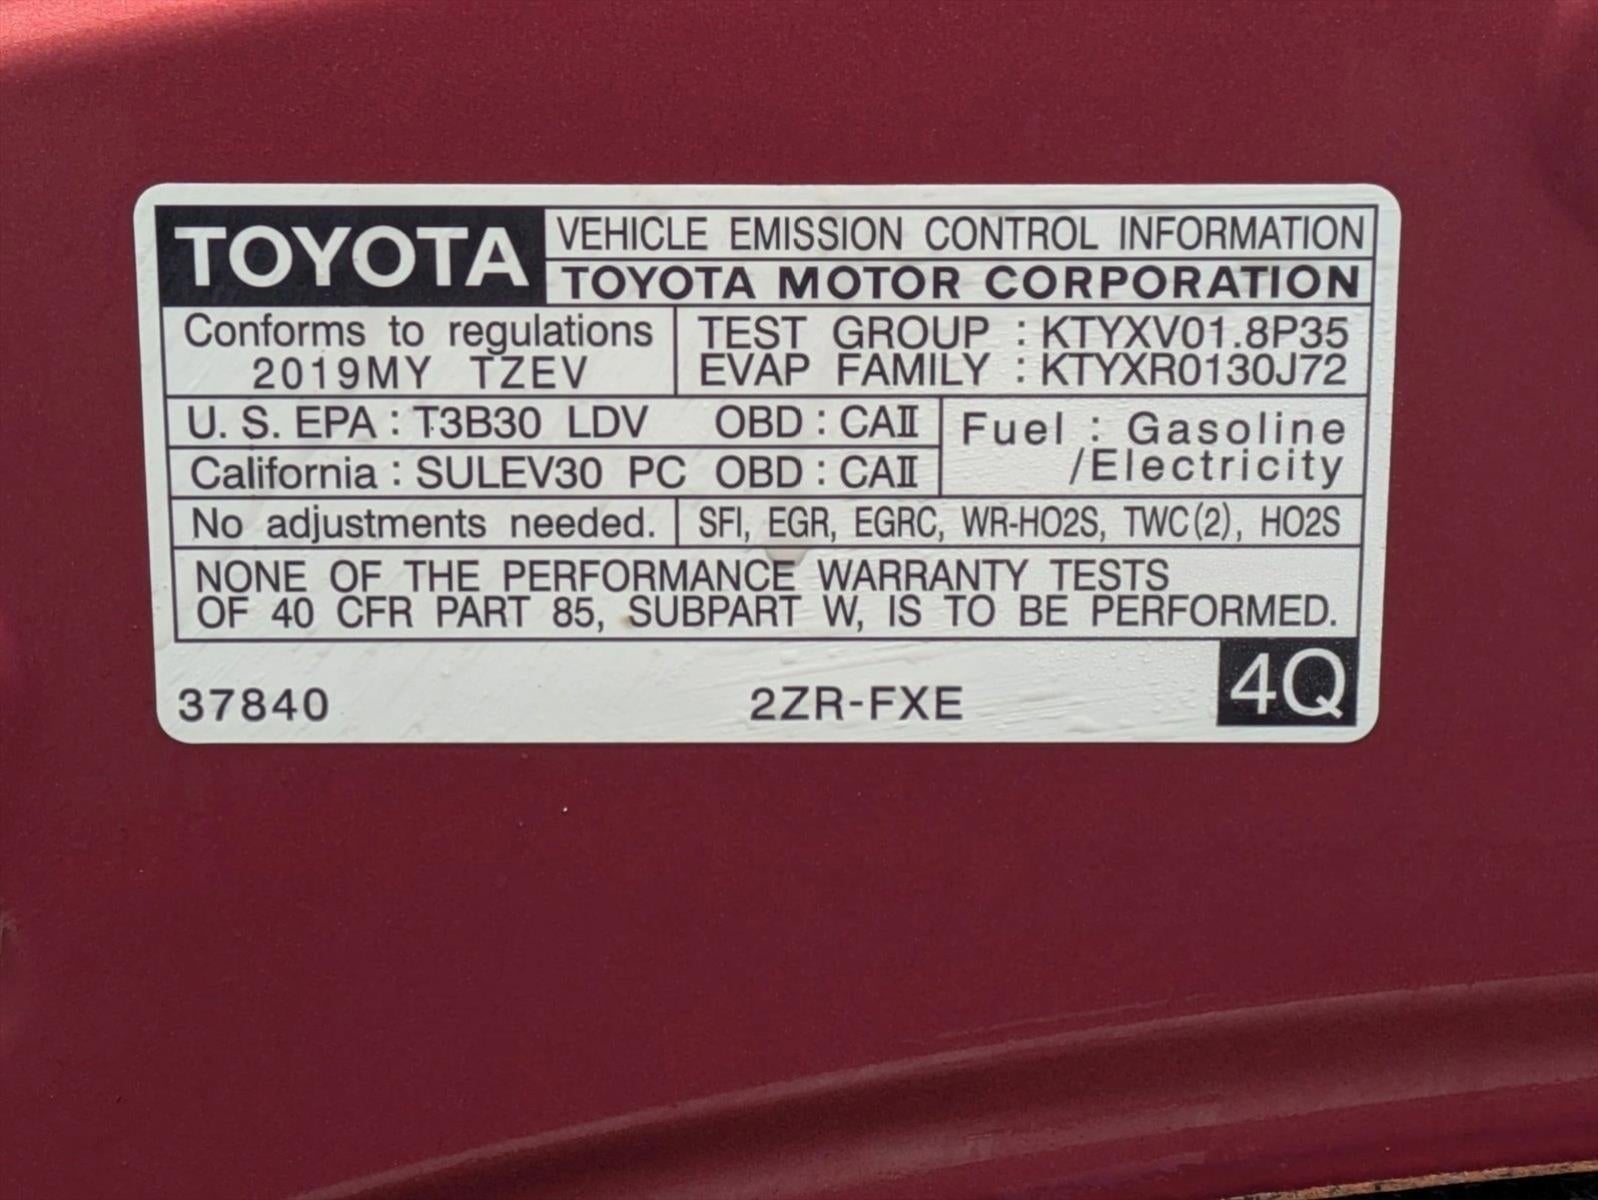 TOYOTA
VEHICLE EMISSION CONTROL INFORMATION
TOYOTA MOTOR CORPORATION
Conforms to regulations
2019MY TZEV
TEST GROUP : KTYXV01.8P35
EVAP FAMILY : KTYXR0130J72
U. S. EPA : T3B30 LDV OBD : CAII
California : SULEV30 PC OBD : CAII
Fuel : Gasoline
/Electricity
No adjustments needed.
SFI, EGR, EGRC, WR-HO2S, TWC(2), HO2S
NONE OF THE PERFORMANCE WARRANTY TESTS
OF 40 CFR PART 85, SUBPART W, IS TO BE PERFORMED.
37840
2ZR-FXE
4Q